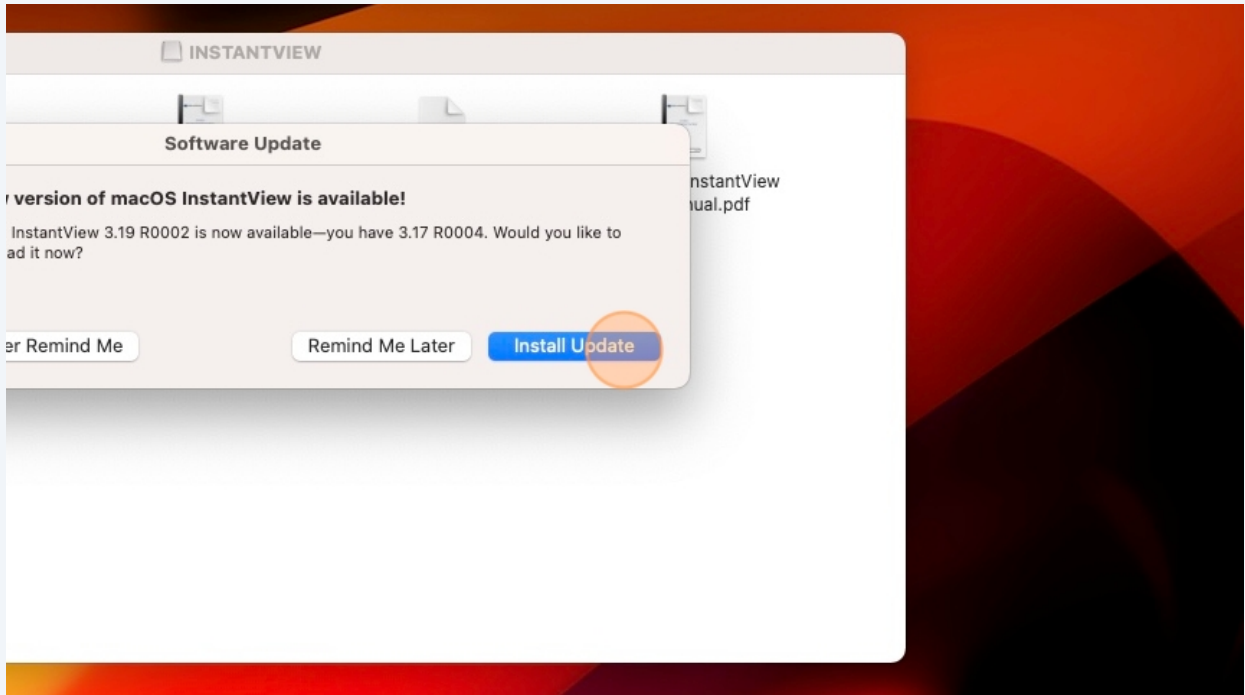 INSTANTVIEW
Software Update
version of macOS InstantView is available!
nstantView
ual.pdf
InstantView 3.19 R0002 is now available—you have 3.17 R0004. Would you like to
ad it now?
er Remind Me
Remind Me Later
Install Update